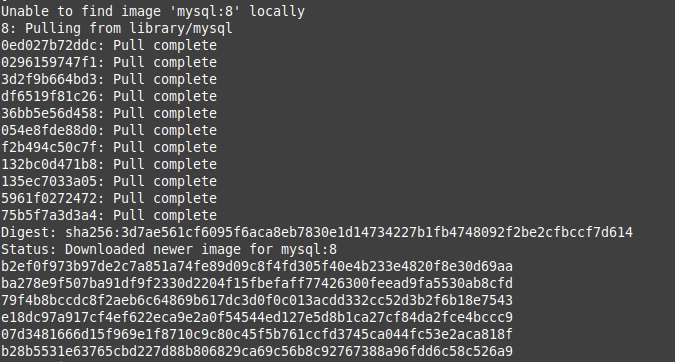 Unable to find image 'mysql:8' locally
8: Pulling from library/mysql
0ed027b72ddc: Pull complete
0296159747f1: Pull complete
3d2f9b664bd3: Pull complete
df6519f81c26: Pull complete
36bb5e56d458: Pull complete
054e8fde88d0: Pull complete
f2b494c50c7f: Pull complete
132bc0d471b8: Pull complete
135ec7033a05: Pull complete
5961f0272472: Pull complete
75b5f7a3d3a4: Pull complete
Digest: sha256:3d7ae561cf6095f6aca8eb7830e1d14734227b1fb4748092f2be2cfbccf7d614
Status: Downloaded newer image for mysql:8
b2ef0f973b97de2c7a851a74fe89d09c8f4fd305f40e4b233e4820f8e30d69aa
ba278e9f507ba91df9f2330d2204f15fbefaff77426300feead9fa5530ab8cfd
79f4b8bccdc8f2aeb6c64869b617dc3d0f0c013acdd332cc52d3b2f6b18e7543
e18dc97a917cf4ef622eca9e2a0f54544ed127e5d8b1ca27cf84da2fce4bccc9
07d3481666d15f969e1f8710c9c80c45f5b761ccfd3745ca044fc53e2aca818f
b28b5531e63765cbd227d88b806829ca69c56b8c92767388a96fdd6c58c526a9